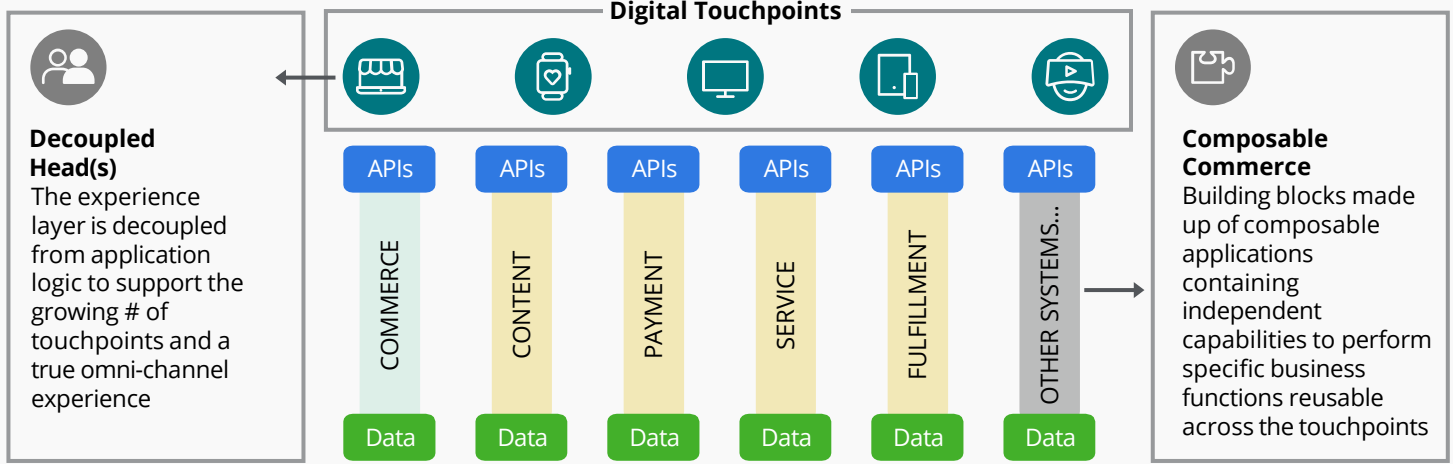 Digital Touchpoints
Decoupled
Head(s)
The experience
layer is decoupled
from application
logic to support the
growing # of
touchpoints and a
true omni-channel
experience
APIs
APIs
APIs
APIs
APIs
APIs
COMMERCE
CONTENT
PAYMENT
SERVICE
FULFILLMENT
OTHER SYSTEMS...
Data
Data
Data
Data
Data
Data
Composable
Commerce
Building blocks made
up of composable
applications
containing
independent
capabilities to perform
specific business
functions reusable
across the touchpoints